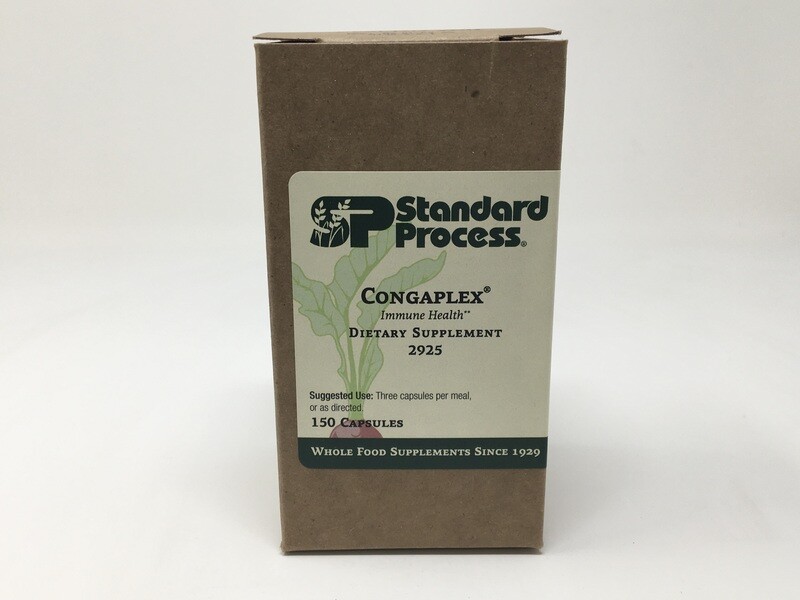 SP Standard
Process®
CONGAPLEX®
Immune Health**
DIETARY SUPPLEMENT
2925
Suggested Use: Three capsules per meal,
or as directed.
150 CAPSULES
WHOLE FOOD SUPPLEMENTS SINCE 1929